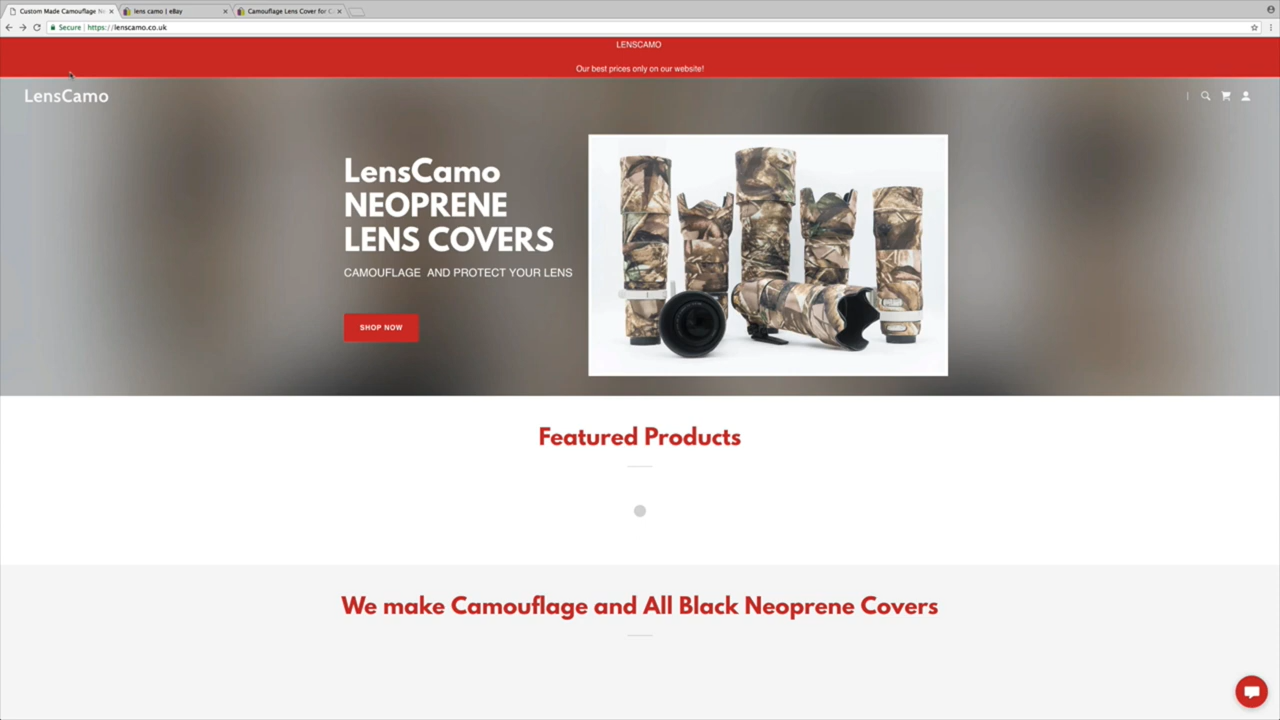 Custom Made Camouflage N
lens camo | eBay
Camouflage Lens Cover for C
Secure
https://lenscamo.co.uk
LENSCAMO
Our best prices only on our website!
LensCamo
LensCamo
NEOPRENE
LENS COVERS
CAMOUFLAGE AND PROTECT YOUR LENS
SHOP NOW
Featured Products
We make Camouflage and All Black Neoprene Covers